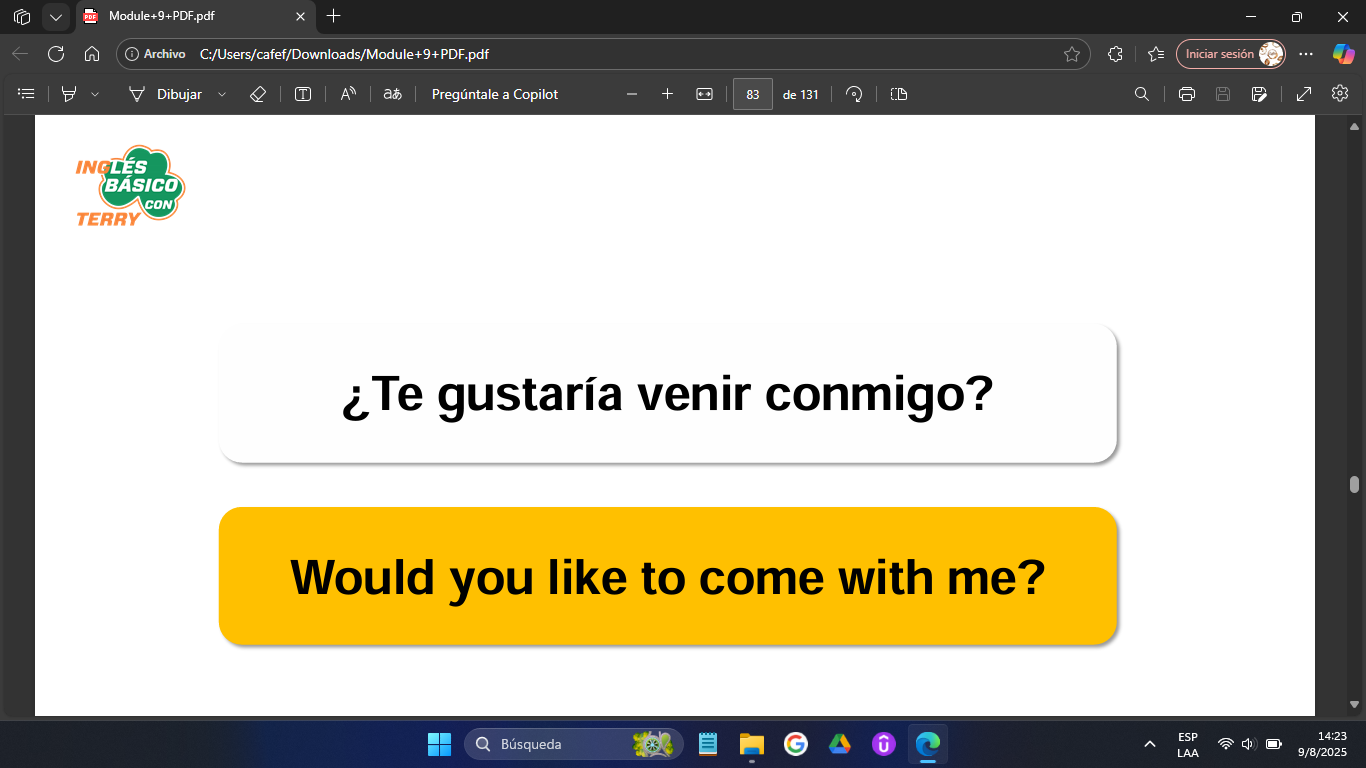 Module+9+PDF.pdf
Archivo C:/Users/cafef/Downloads/Module+9+PDF.pdf Iniciar sesión
Dibujar Pregúntale a Copilot 83 de 131
INGLÉS
BÁSICO
CON
TERRY
¿Te gustaría venir conmigo?
Would you like to come with me?
Búsqueda
ESP
LAA
14:23
9/8/2025